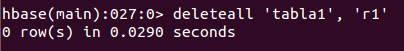 hbase(main):027:0> deleteall 'tabla1', 'r1'
0 row(s) in 0.0290 seconds